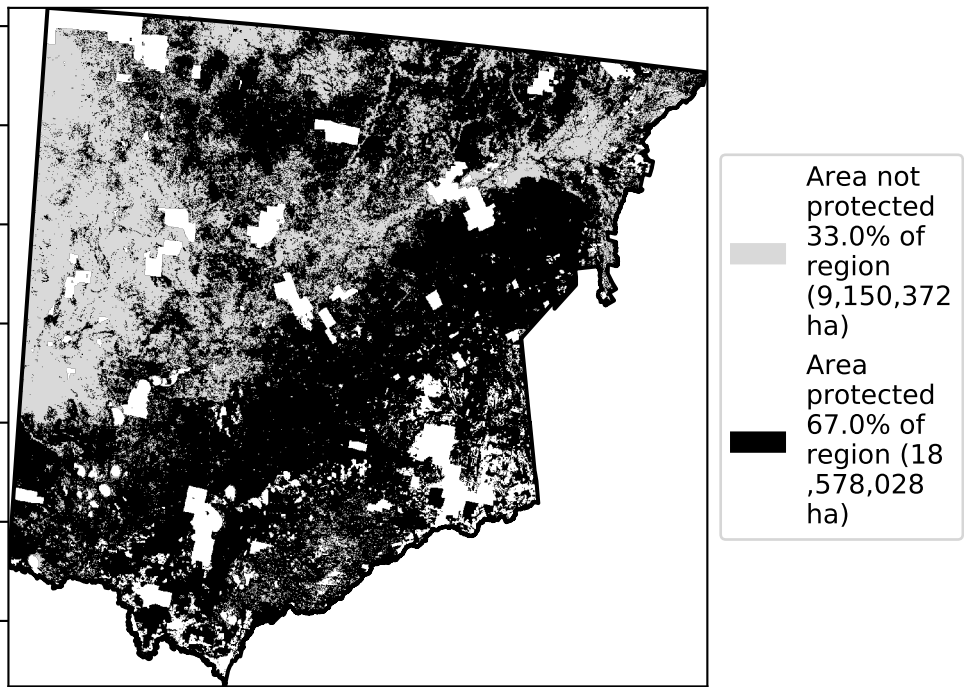 Area not
protected
33.0% of
region
(9,150,372
ha)
Area
protected
67.0% of
region (18
,578,028
ha)